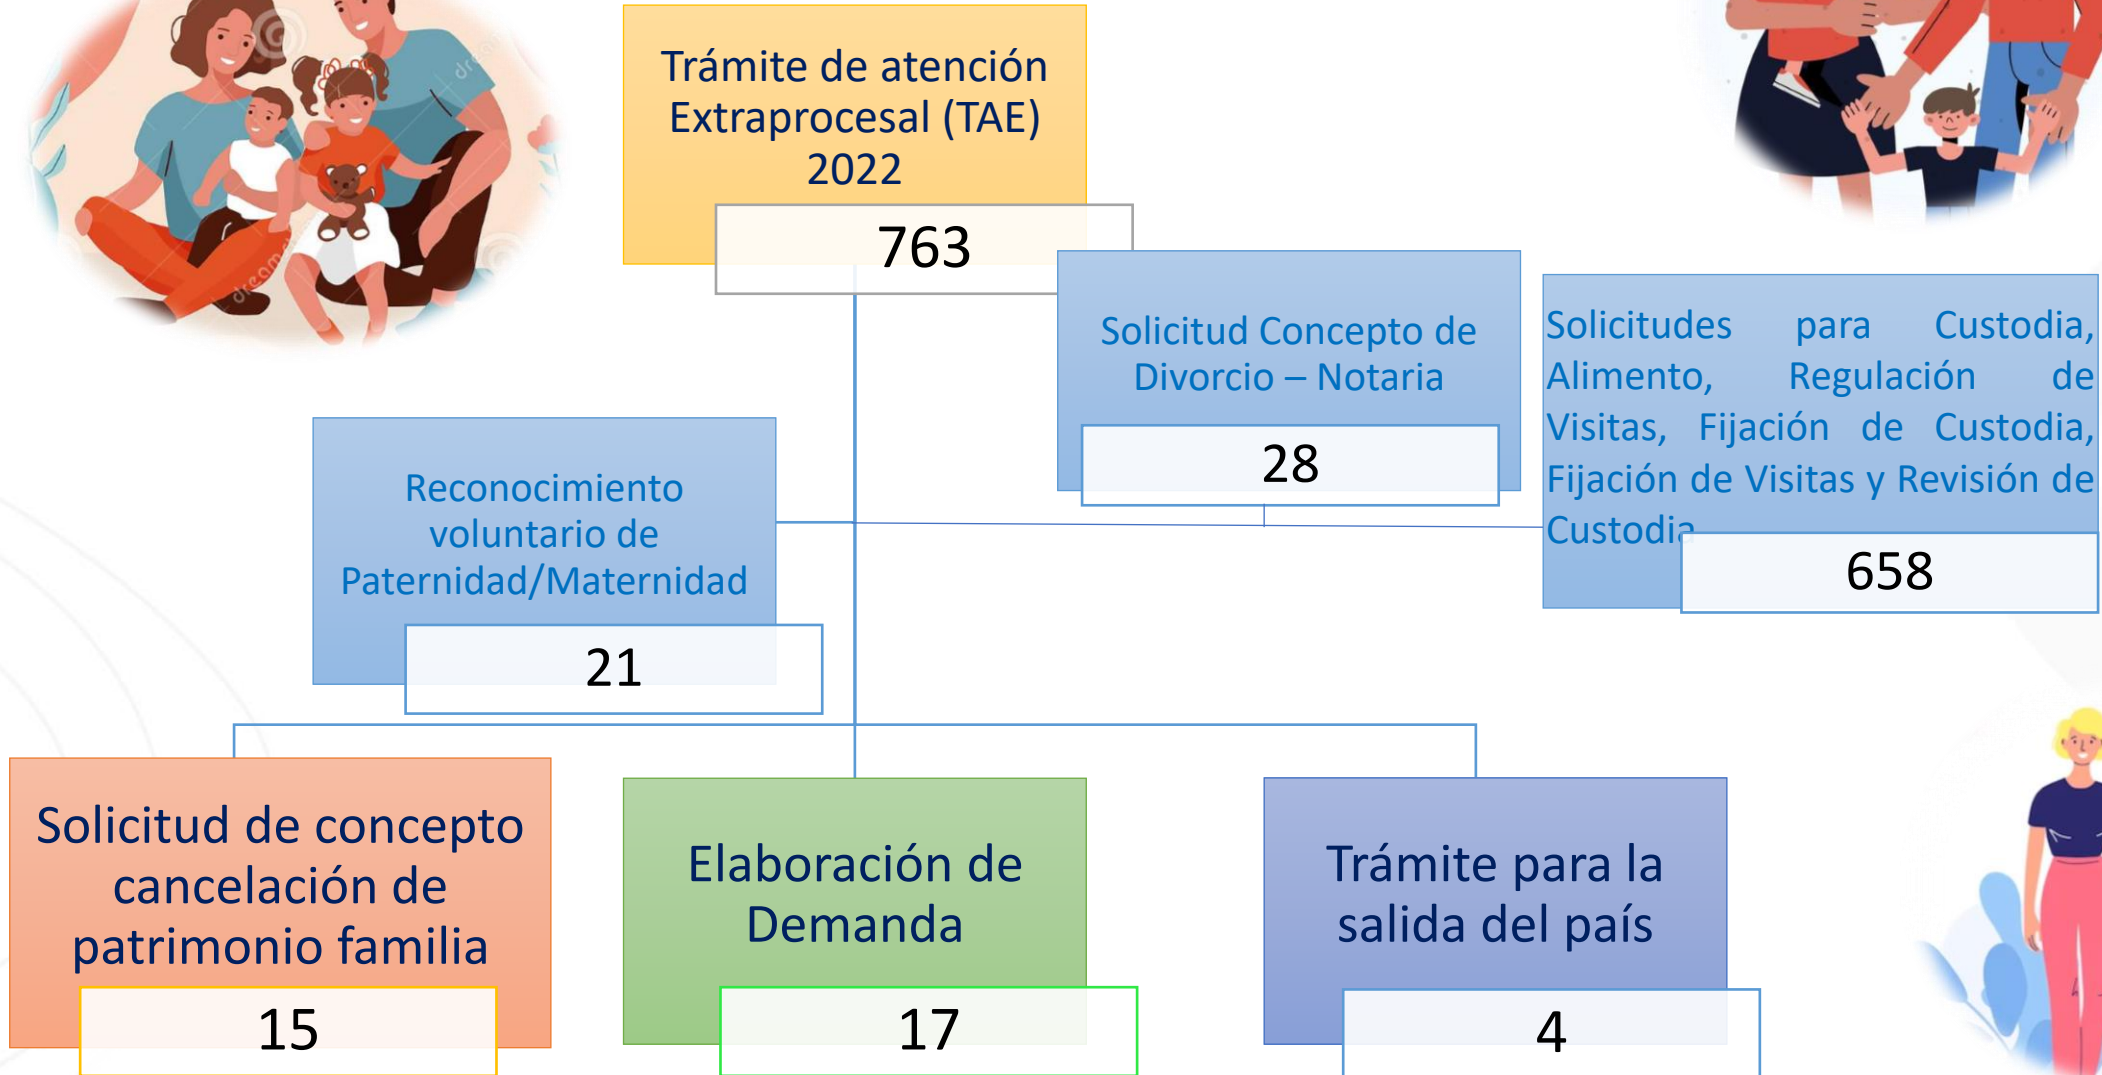 Trámite de atención
Extraprocesal (TAE)
2022
763
Solicitud Concepto de
Divorcio – Notaria
28
Solicitudes para Custodia,
Alimento, Regulación de
Visitas, Fijación de Custodia,
Fijación de Visitas y Revisión de
Custodia
658
Reconocimiento
voluntario de
Paternidad/Maternidad
21
Solicitud de concepto
cancelación de
patrimonio familia
15
Elaboración de
Demanda
17
Trámite para la
salida del país
4